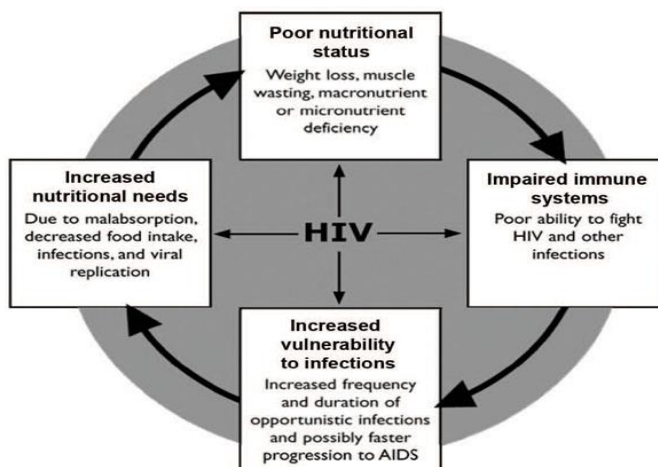 Poor nutritional
status
Weight loss, muscle
wasting, macronutrient
or micronutrient
deficiency
Increased
nutritional needs
Due to malabsorption,
decreased food intake,
infections, and viral
replication
HIV
Impaired immune
systems
Poor ability to fight
HIV and other
infections
Increased
vulnerability
to infections
Increased frequency
and duration of
opportunistic infections
and possibly faster
progression to AIDS